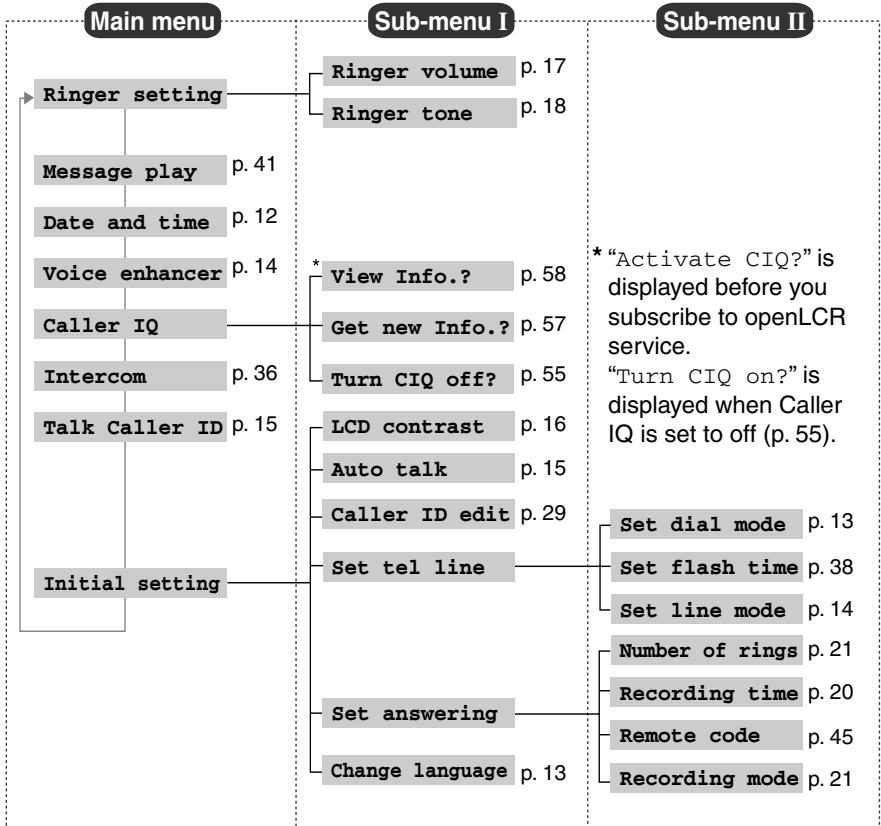 Main menu
Sub-menu I
Sub-menu II
Ringer setting
Ringer volume p. 17
Ringer tone p. 18
Message play p. 41
Date and time p. 12
Voice enhancer p. 14
Caller IQ
* View Info.? p. 58
Get new Info.? p. 57
Turn CIQ off? p. 55
* “Activate CIQ?” is
displayed before you
subscribe to openLCR
service.
“Turn CIQ on?” is
displayed when Caller
IQ is set to off (p. 55).
Intercom p. 36
Talk Caller ID p. 15
Initial setting
LCD contrast p. 16
Auto talk p. 15
Caller ID edit p. 29
Set tel line
Set dial mode p. 13
Set flash time p. 38
Set line mode p. 14
Set answering
Number of rings p. 21
Recording time p. 20
Remote code p. 45
Recording mode p. 21
Change language p. 13